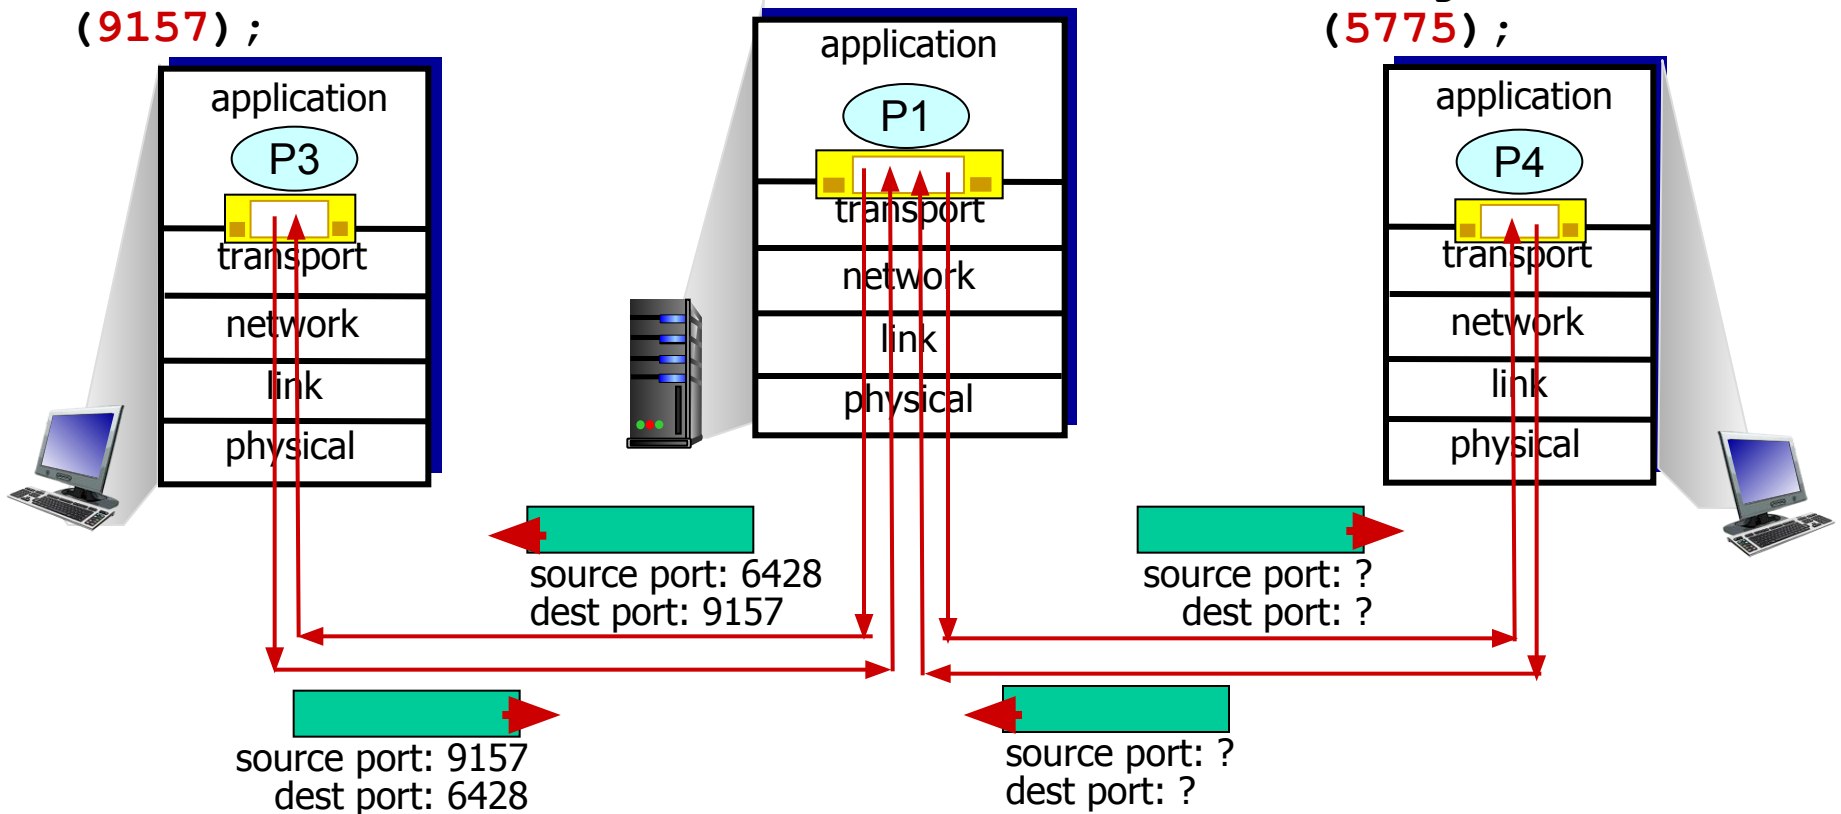 (9157);
application
P3
transport
network
link
physical
application
P1
transport
network
link
physical
(5775);
application
P4
transport
network
link
physical
source port: 6428
dest port: 9157
source port: ?
dest port: ?
source port: 9157
dest port: 6428
source port: ?
dest port: ?